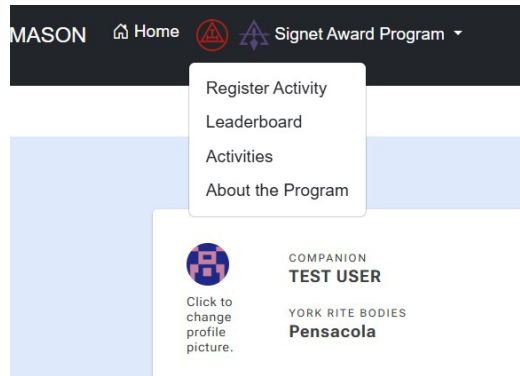 MASON Home Signet Award Program
Register Activity
Leaderboard
Activities
About the Program
Click to
change
profile
picture.
COMPANION
TEST USER
YORK RITE BODIES
Pensacola